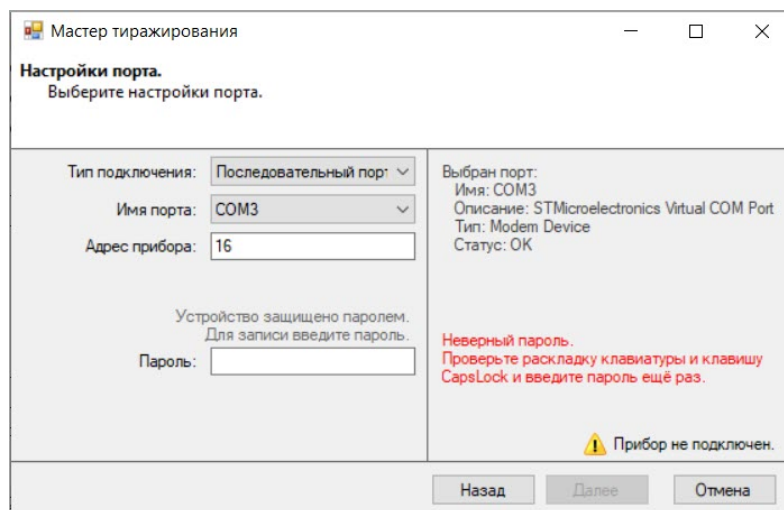 Мастер тиражирования
Настройки порта.
Выберите настройки порта.
Тип подключения:
Последовательный порт
Имя порта:
COM3
Адрес прибора:
16
Устройство защищено паролем.
Для записи введите пароль.
Пароль:
Выбран порт:
Имя: COM3
Описание: STMicroelectronics Virtual COM Port
Тип: Modem Device
Статус: OK
Неверный пароль.
Проверьте раскладку клавиатуры и клавишу
CapsLock и введите пароль ещё раз.
Прибор не подключен.
Назад
Далее
Отмена